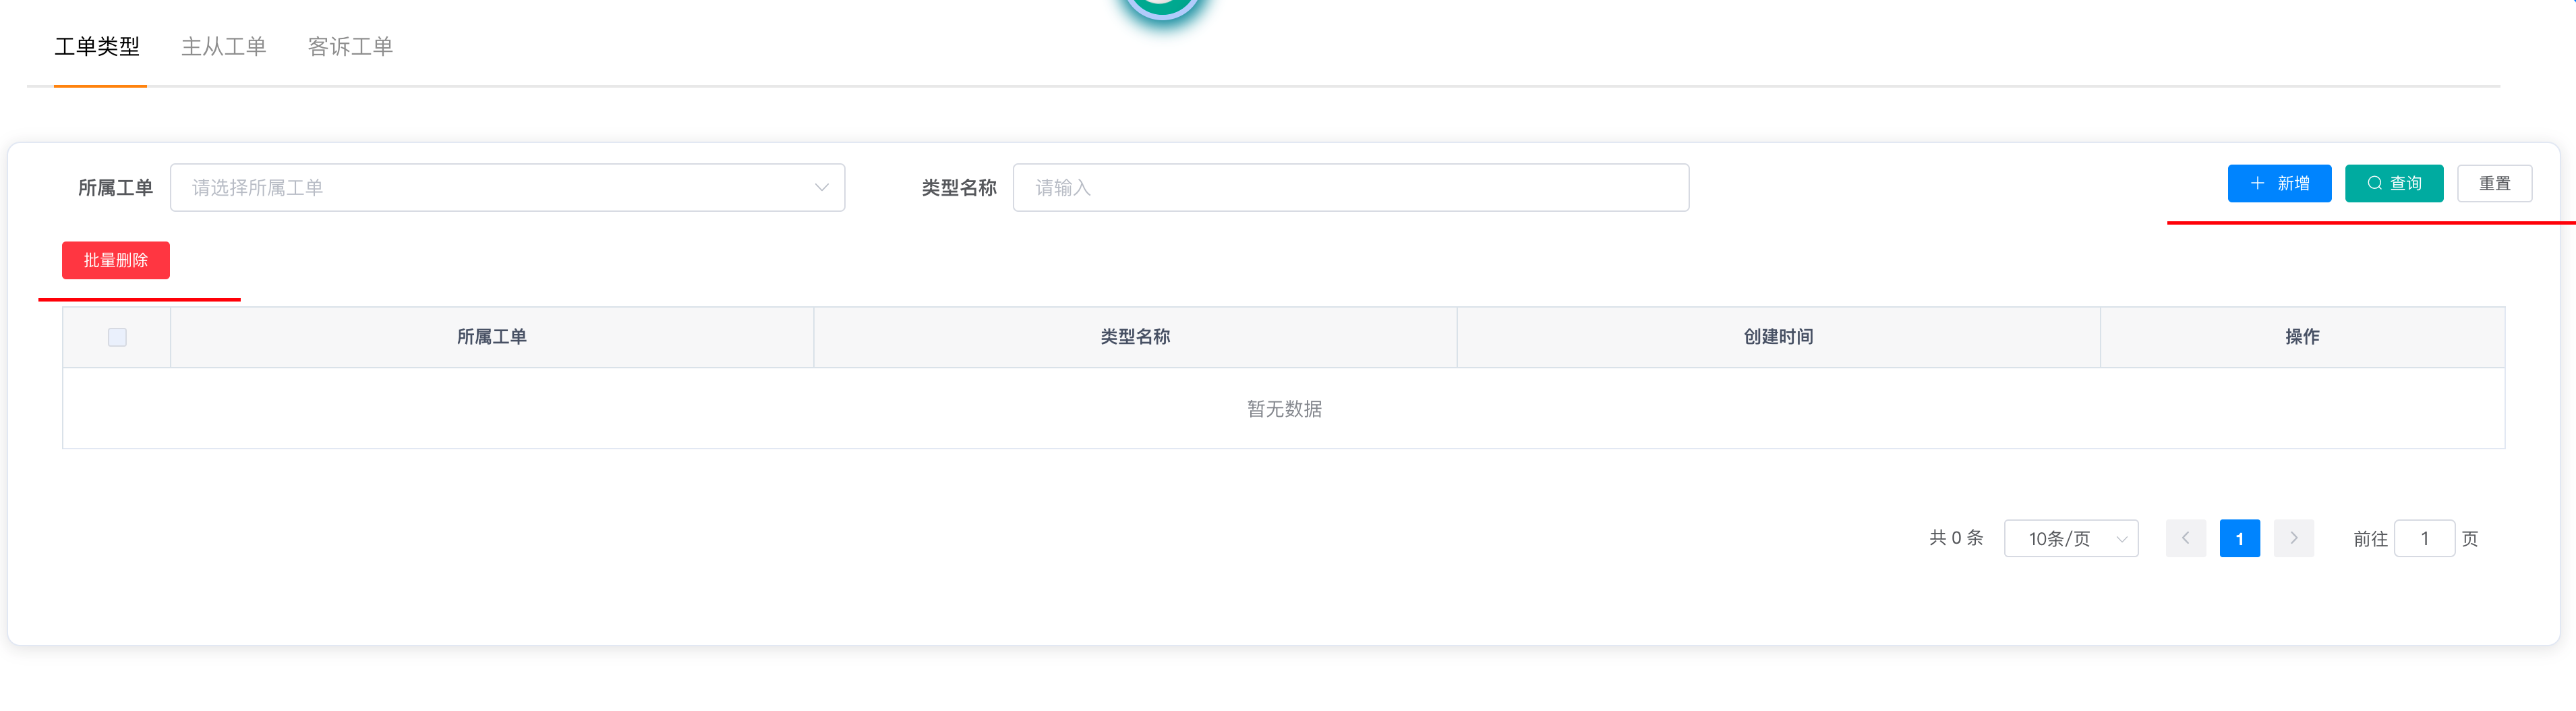 工单类型 主从工单 客诉工单
所属工单 请选择所属工单 类型名称 请输入 新增 查询 重置
批量删除
所属工单 类型名称 创建时间 操作
暂无数据
共 0 条 10条/页 1 前往 1 页